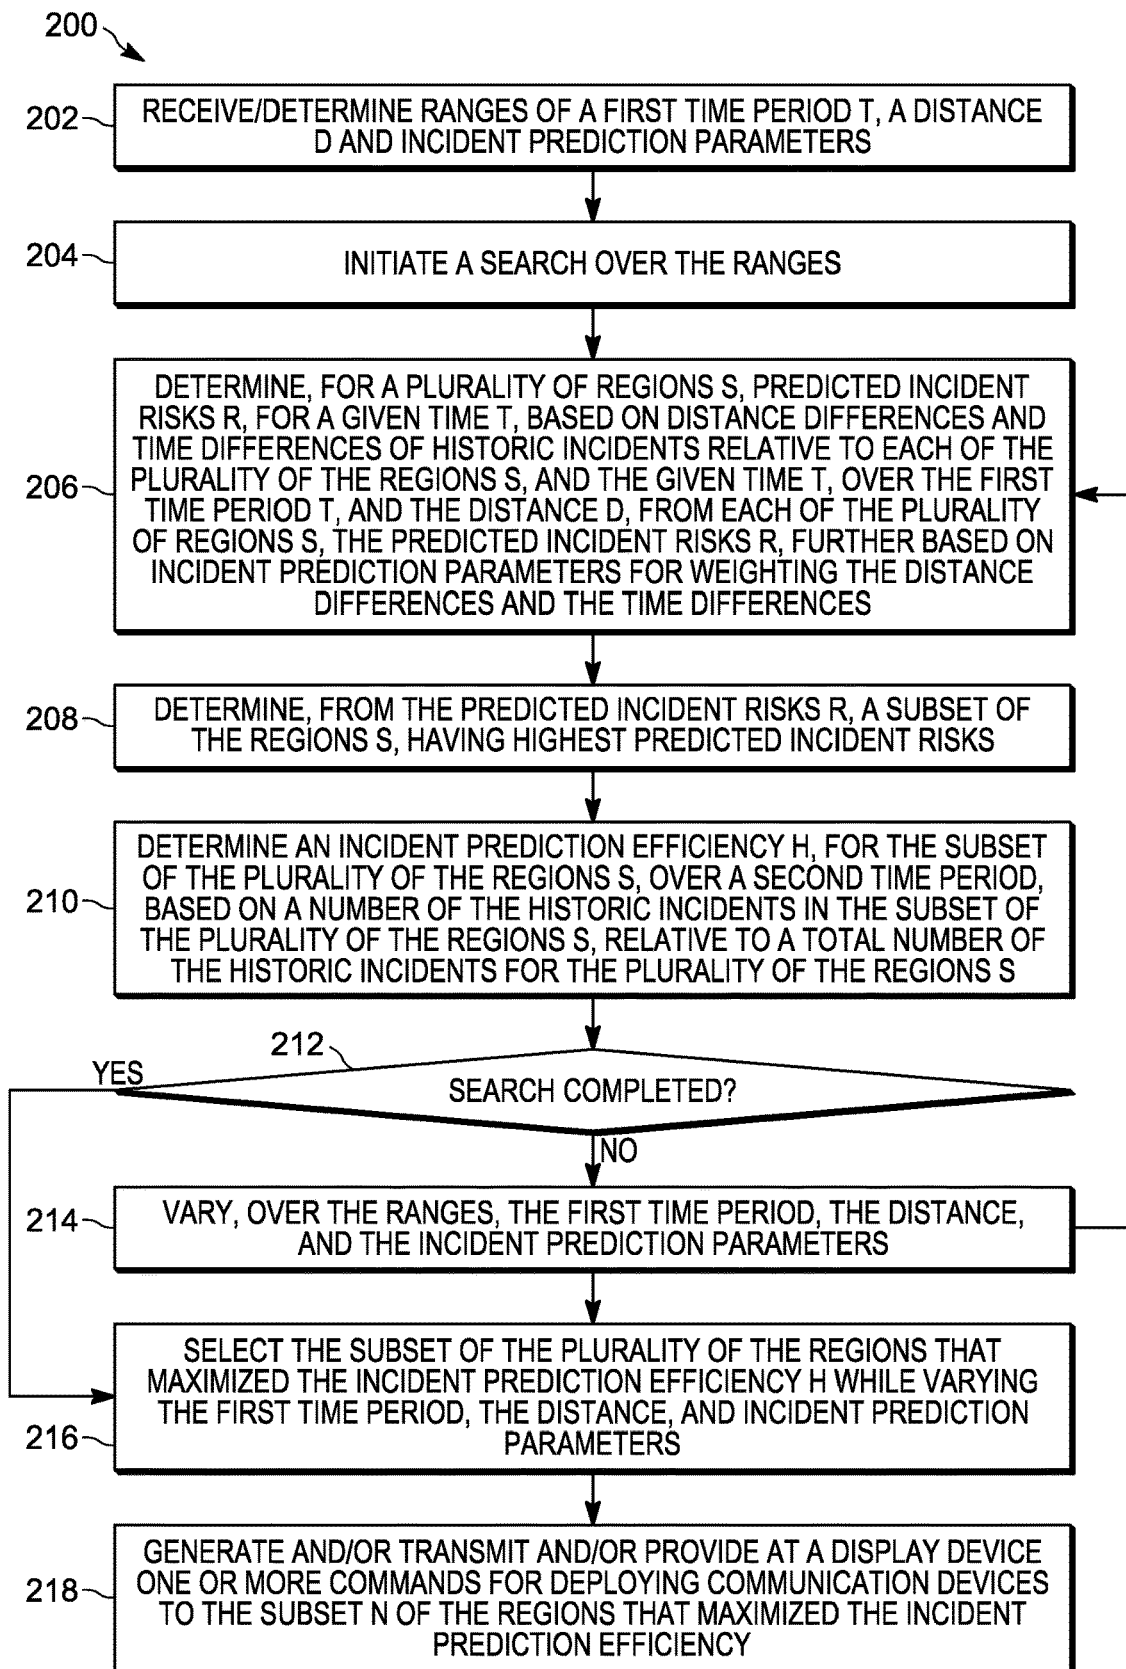 200
202
RECEIVE/DETERMINE RANGES OF A FIRST TIME PERIOD T, A DISTANCE
D AND INCIDENT PREDICTION PARAMETERS
204
INITIATE A SEARCH OVER THE RANGES
206
DETERMINE, FOR A PLURALITY OF REGIONS S, PREDICTED INCIDENT
RISKS R, FOR A GIVEN TIME T, BASED ON DISTANCE DIFFERENCES AND
TIME DIFFERENCES OF HISTORIC INCIDENTS RELATIVE TO EACH OF THE
PLURALITY OF THE REGIONS S, AND THE GIVEN TIME T, OVER THE FIRST
TIME PERIOD T, AND THE DISTANCE D, FROM EACH OF THE PLURALITY
OF REGIONS S, THE PREDICTED INCIDENT RISKS R, FURTHER BASED ON
INCIDENT PREDICTION PARAMETERS FOR WEIGHTING THE DISTANCE
DIFFERENCES AND THE TIME DIFFERENCES
208
DETERMINE, FROM THE PREDICTED INCIDENT RISKS R, A SUBSET OF
THE REGIONS S, HAVING HIGHEST PREDICTED INCIDENT RISKS
210
DETERMINE AN INCIDENT PREDICTION EFFICIENCY H, FOR THE SUBSET
OF THE PLURALITY OF THE REGIONS S, OVER A SECOND TIME PERIOD,
BASED ON A NUMBER OF THE HISTORIC INCIDENTS IN THE SUBSET OF
THE PLURALITY OF THE REGIONS S, RELATIVE TO A TOTAL NUMBER OF
THE HISTORIC INCIDENTS FOR THE PLURALITY OF THE REGIONS S
212
YES
SEARCH COMPLETED?
NO
214
VARY, OVER THE RANGES, THE FIRST TIME PERIOD, THE DISTANCE,
AND THE INCIDENT PREDICTION PARAMETERS
216
SELECT THE SUBSET OF THE PLURALITY OF THE REGIONS THAT
MAXIMIZED THE INCIDENT PREDICTION EFFICIENCY H WHILE VARYING
THE FIRST TIME PERIOD, THE DISTANCE, AND INCIDENT PREDICTION
PARAMETERS
218
GENERATE AND/OR TRANSMIT AND/OR PROVIDE AT A DISPLAY DEVICE
ONE OR MORE COMMANDS FOR DEPLOYING COMMUNICATION DEVICES
TO THE SUBSET N OF THE REGIONS THAT MAXIMIZED THE INCIDENT
PREDICTION EFFICIENCY